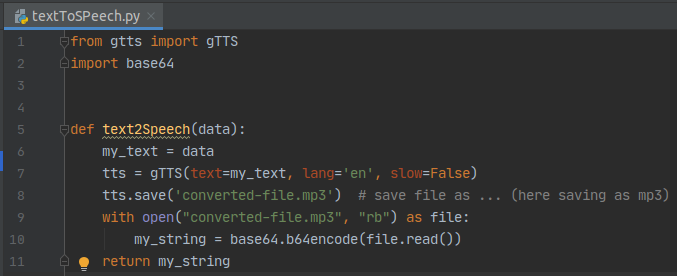 textToSPeech.py
1 from gtts import gTTS
2 import base64
3
4
5 def text2Speech(data):
6     my_text = data
7     tts = gTTS(text=my_text, lang='en', slow=False)
8     tts.save('converted-file.mp3')  # save file as ... (here saving as mp3)
9     with open("converted-file.mp3", "rb") as file:
10         my_string = base64.b64encode(file.read())
11     return my_string